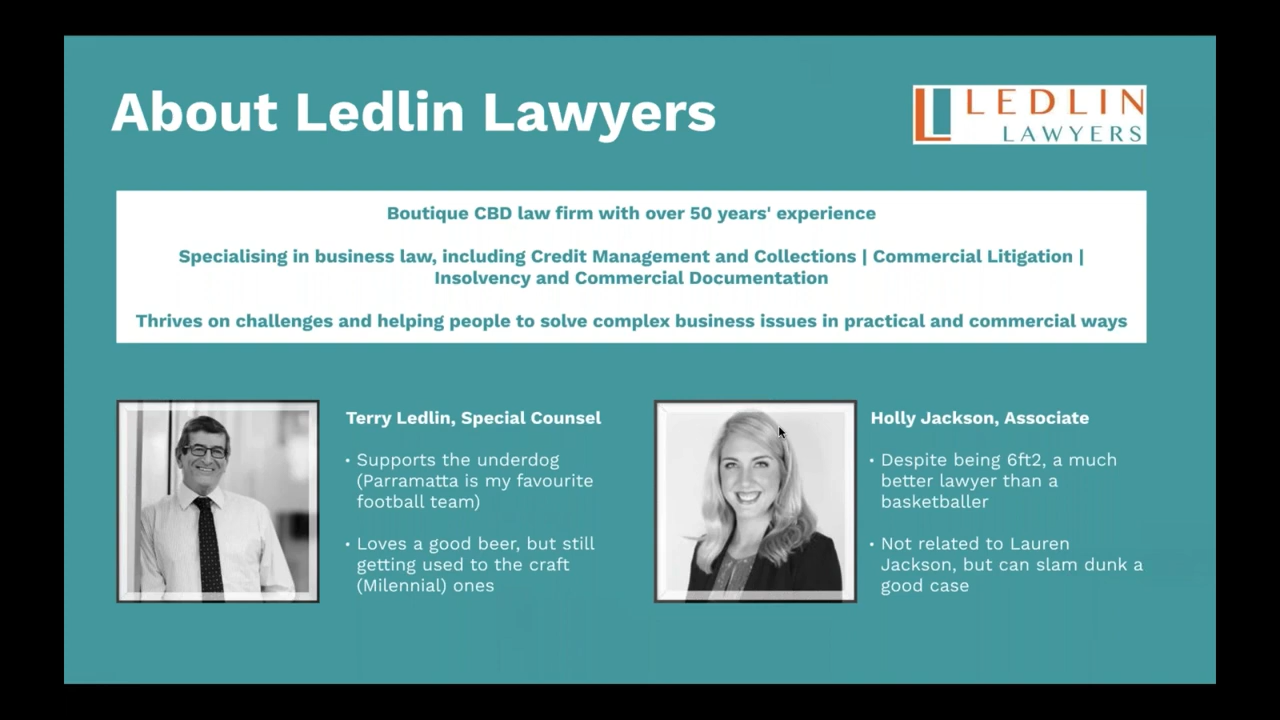 About Ledlin Lawyers
LEDLIN
LAWYERS
Boutique CBD law firm with over 50 years' experience
Specialising in business law, including Credit Management and Collections | Commercial Litigation |
Insolvency and Commercial Documentation
Thrives on challenges and helping people to solve complex business issues in practical and commercial ways
Terry Ledlin, Special Counsel
• Supports the underdog
(Parramatta is my favourite
football team)
• Loves a good beer, but still
getting used to the craft
(Milennial) ones
Holly Jackson, Associate
• Despite being 6ft2, a much
better lawyer than a
basketballer
• Not related to Lauren
Jackson, but can slam dunk a
good case